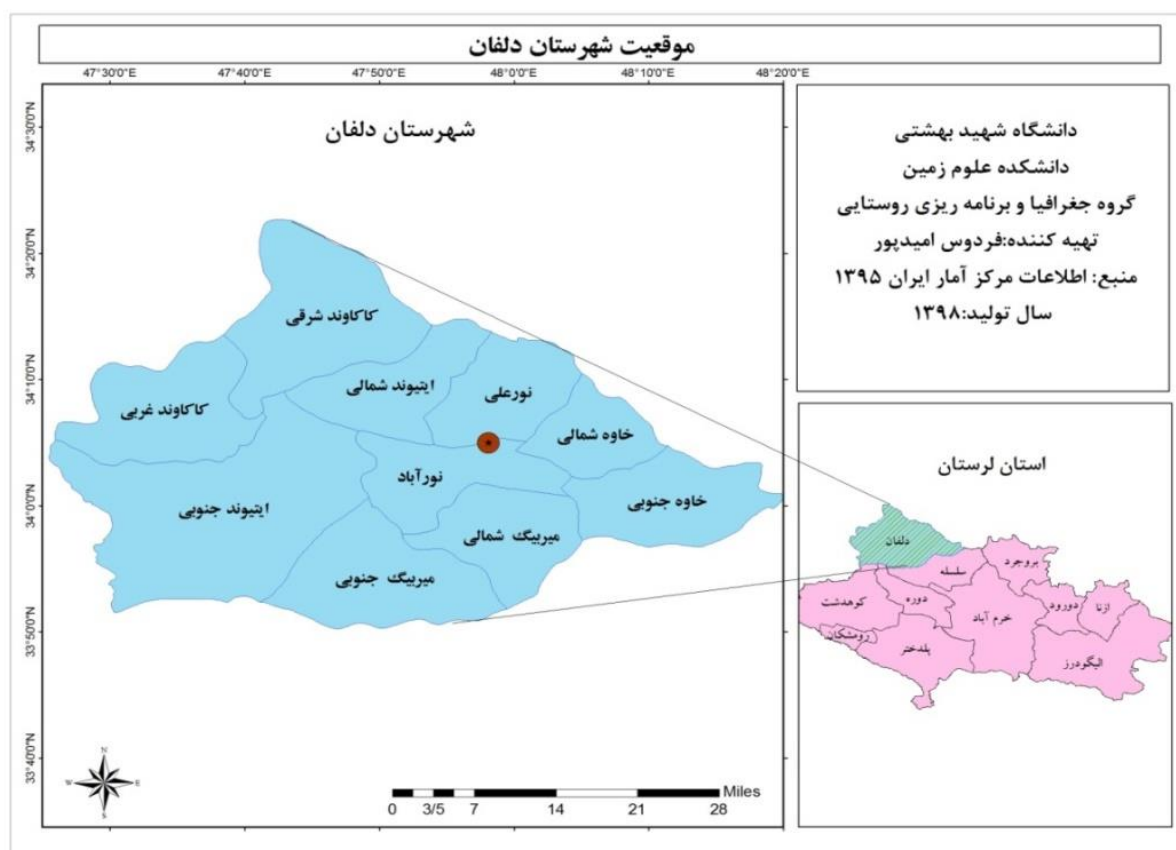 موقعیت شهرستان دلفان
47°30'0"E 47°40'0"E 47°50'0"E 48°0'0"E 48°10'0"E 48°20'0"E
34°30'0"N
34°20'0"N
34°10'0"N
34°0'0"N
33°50'0"N
33°40'0"N
شهرستان دلفان
کاکاوند شرقی
کاکاوند غربی
ایتیوند شمالی
نورعلی
خاوه شمالی
نورآباد
ایتیوند جنوبی
خاوه جنوبی
میربیگ شمالی
میربیگ جنوبی
N
W E
S
Miles
0 3/5 7 14 21 28
دانشگاه شهید بهشتی
دانشکده علوم زمین
گروه جغرافیا و برنامه ریزی روستایی
تهیه کننده:فردوس امیدپور
منبع: اطلاعات مرکز آمار ایران ۱۳۹۵
سال تولید:۱۳۹۸
استان لرستان
دلفان
بروجرد
سلسله
کوهدشت
دوره
خرم آباد
دورود
ازنا
رومشکان
پلدختر
الیگودرز